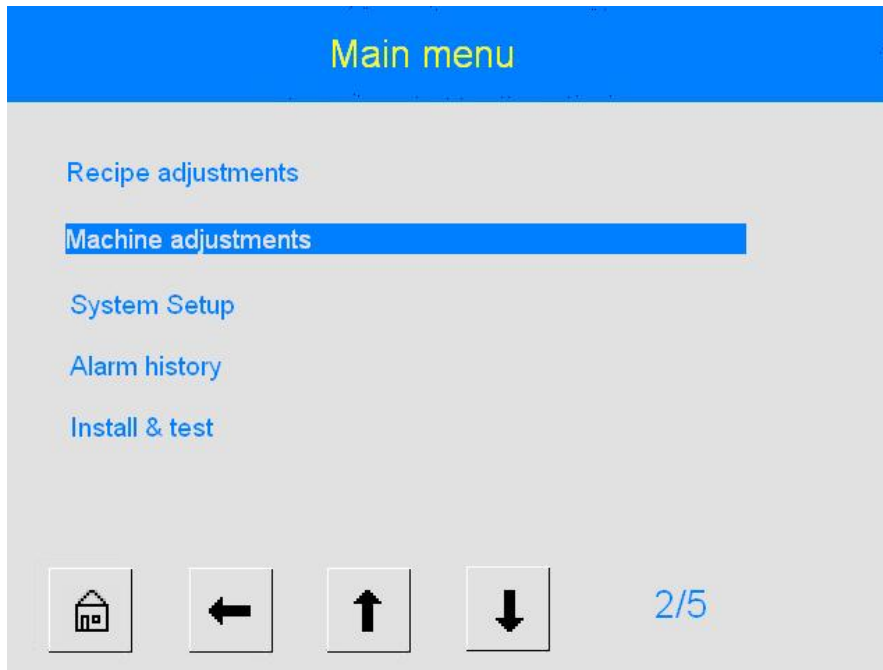 Main menu
Recipe adjustments
Machine adjustments
System Setup
Alarm history
Install & test
2/5